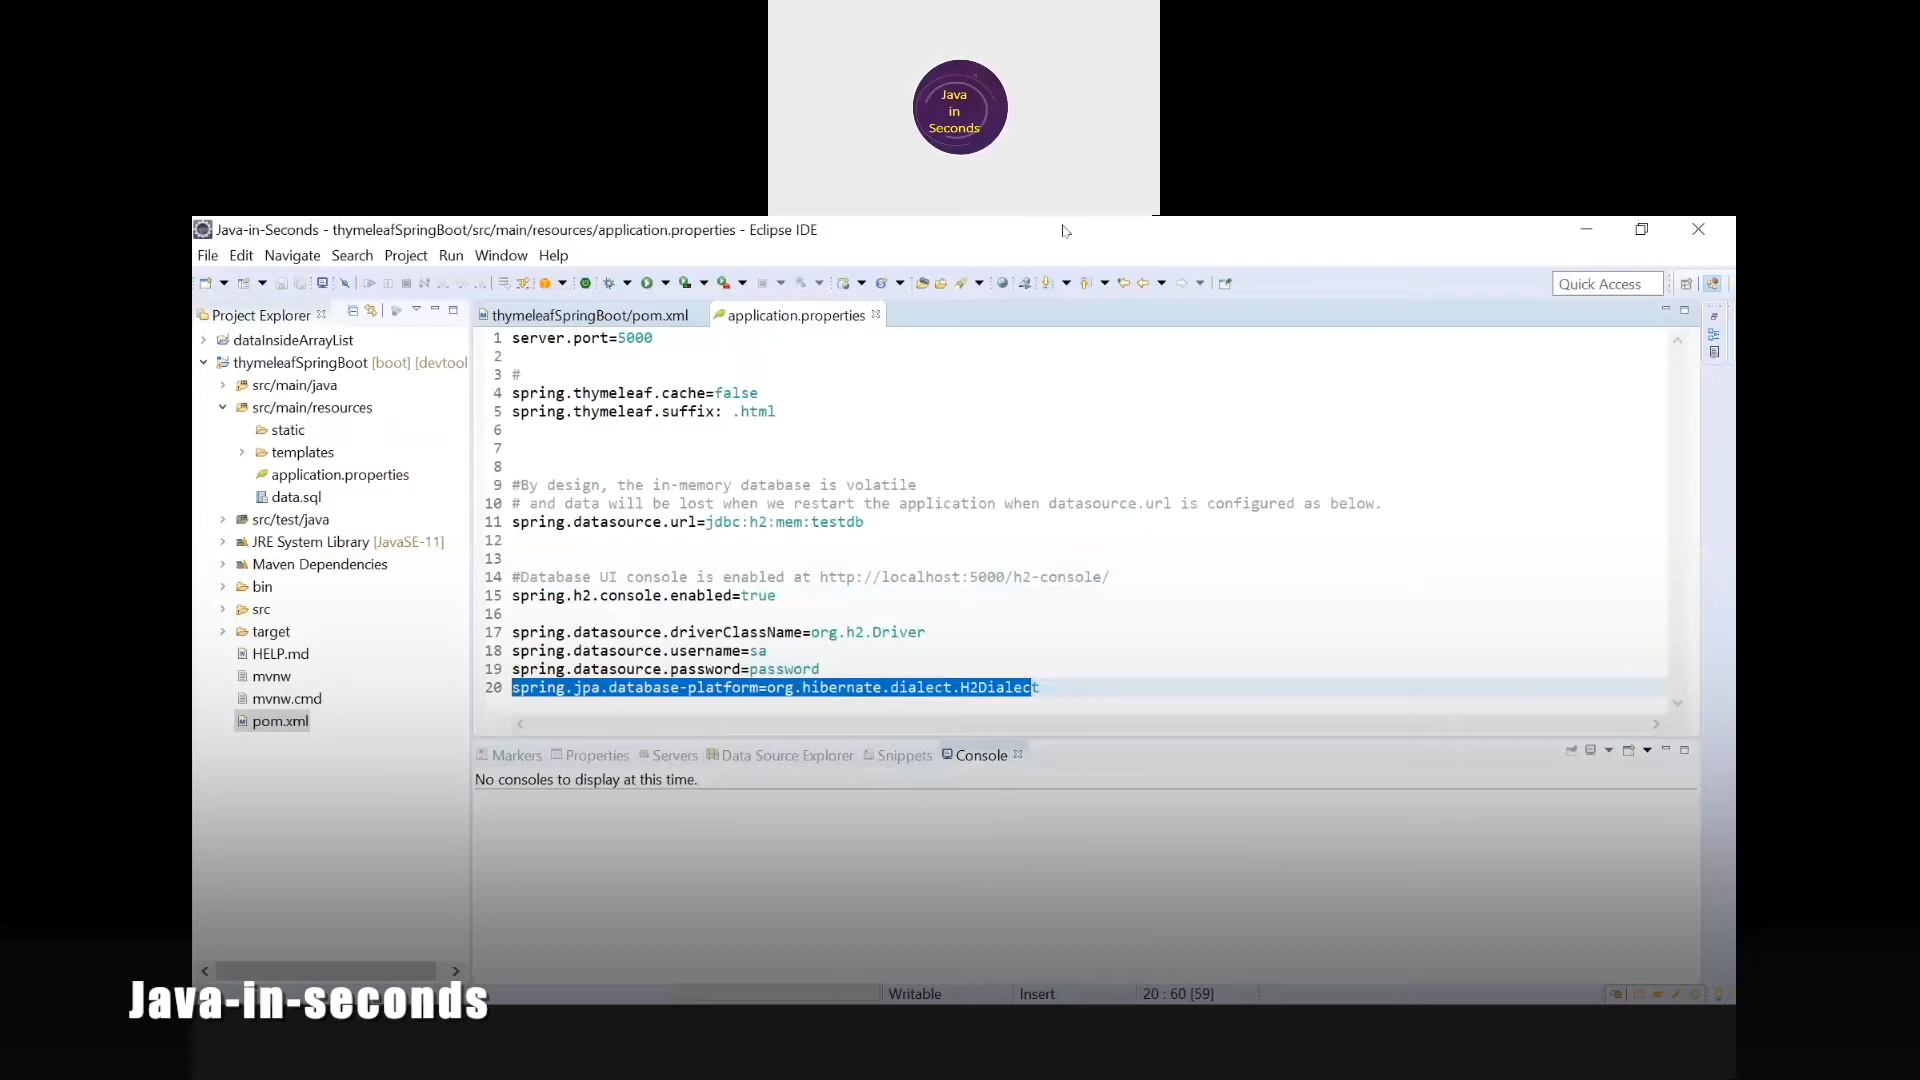 Java
in
Seconds
Java-in-Seconds - thymeleafSpringBoot/src/main/resources/application.properties - Eclipse IDE
File Edit Navigate Search Project Run Window Help
Quick Access
Project Explorer
thymeleafSpringBoot/pom.xml
application.properties
dataInsideArrayList
thymeleafSpringBoot [boot] [devtool
src/main/java
src/main/resources
static
templates
application.properties
data.sql
src/test/java
JRE System Library [JavaSE-11]
Maven Dependencies
bin
src
target
HELP.md
mvnw
mvnw.cmd
pom.xml
1 server.port=5000
2
3 #
4 spring.thymeleaf.cache=false
5 spring.thymeleaf.suffix: .html
6
7
8
9 #By design, the in-memory database is volatile
10 # and data will be lost when we restart the application when datasource.url is configured as below.
11 spring.datasource.url=jdbc:h2:mem:testdb
12
13
14 #Database UI console is enabled at http://localhost:5000/h2-console/
15 spring.h2.console.enabled=true
16
17 spring.datasource.driverClassName=org.h2.Driver
18 spring.datasource.username=sa
19 spring.datasource.password=password
20 spring.jpa.database-platform=org.hibernate.dialect.H2Dialect
Markers Properties Servers Data Source Explorer Snippets Console
No consoles to display at this time.
Writable Insert 20 : 60 [59]
Java-in-seconds